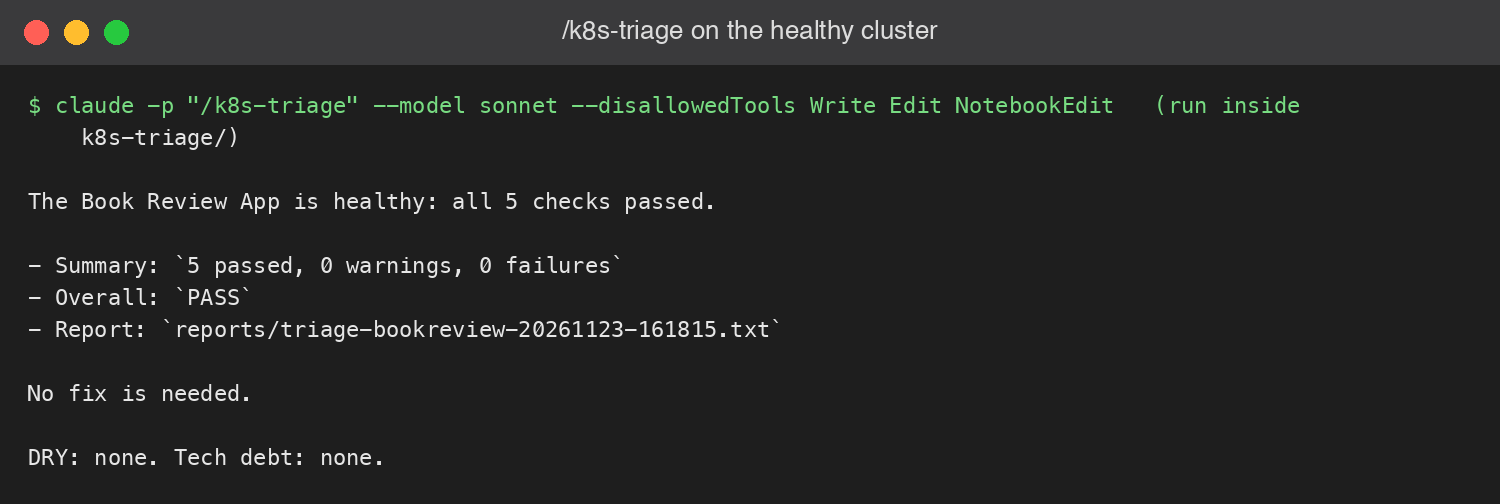 /k8s-triage on the healthy cluster
$ claude -p "/k8s-triage" --model sonnet --disallowedTools Write Edit NotebookEdit   (run inside
k8s-triage/)
The Book Review App is healthy: all 5 checks passed.
- Summary: `5 passed, 0 warnings, 0 failures`
- Overall: `PASS`
- Report: `reports/triage-bookreview-20261123-161815.txt`
No fix is needed.
DRY: none. Tech debt: none.